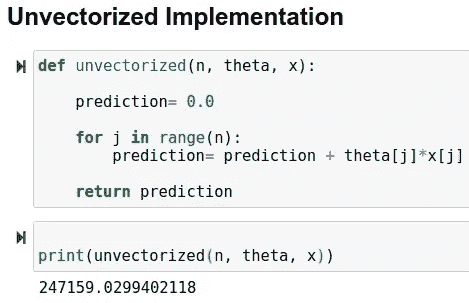 Unvectorized Implementation
def unvectorized(n, theta, x):
prediction= 0.0
for j in range(n):
prediction= prediction + theta[j]*x[j]
return prediction
print(unvectorized(n, theta, x))
247159.0299402118